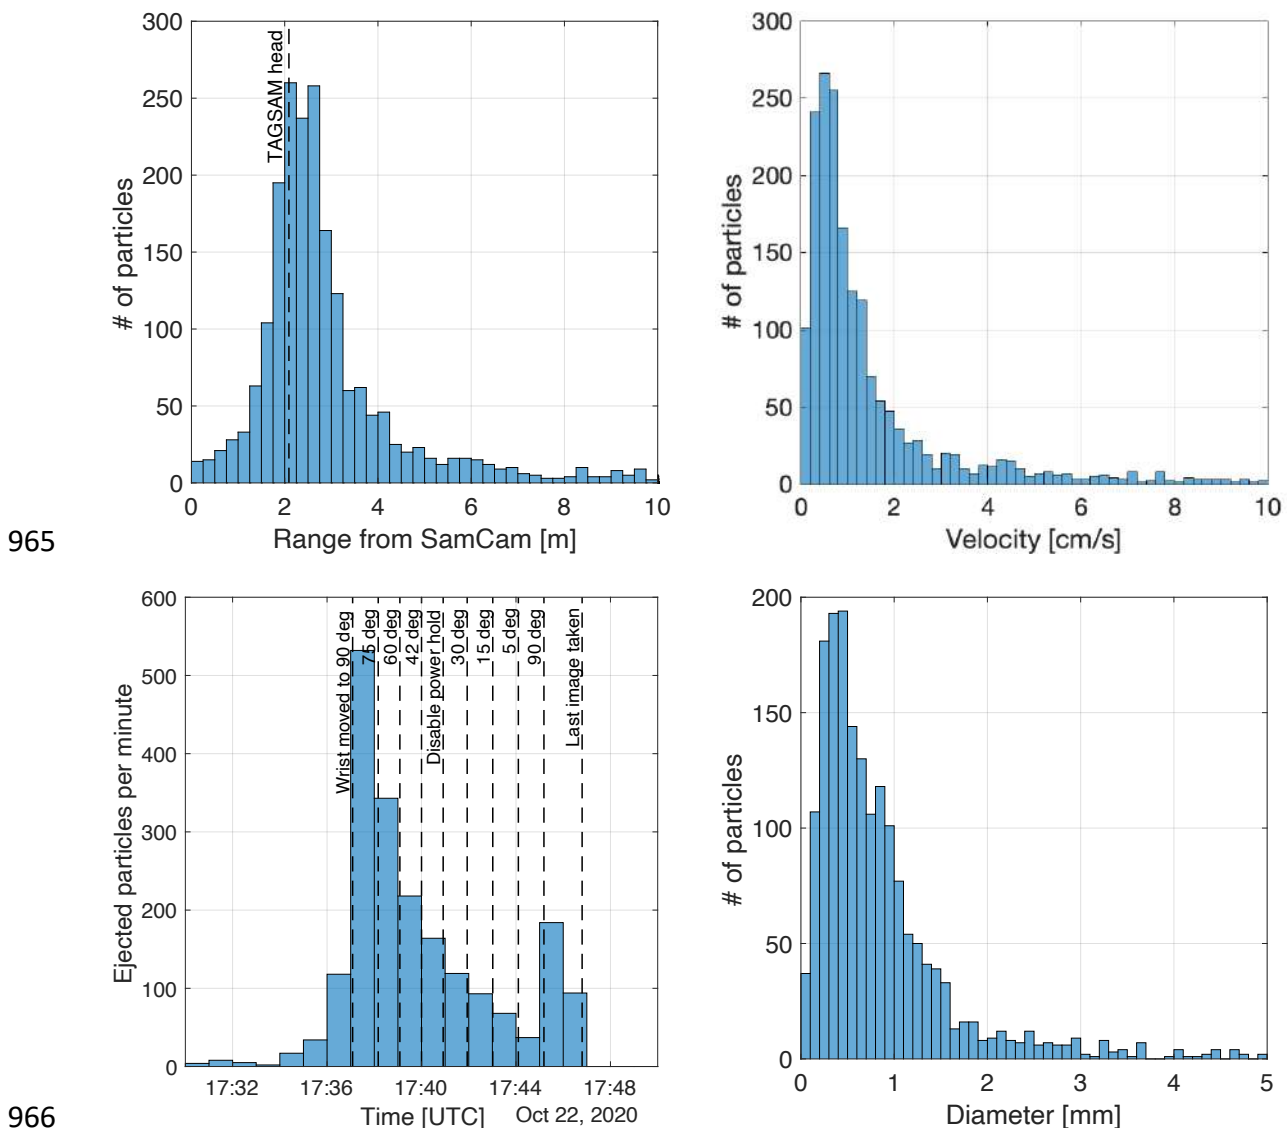 300
250
200
150
100
50
0
# of particles
TAGSAM head
0 2 4 6 8 10
Range from SamCam [m]
300
250
200
150
100
50
0
# of particles
0 2 4 6 8 10
Velocity [cm/s]
965
600
500
400
300
200
100
0
Ejected particles per minute
Wrist moved to 90 deg
75 deg
60 deg
42 deg
Disable power hold
30 deg
15 deg
5 deg
90 deg
Last image taken
17:32 17:36 17:40 17:44 17:48
Time [UTC] Oct 22, 2020
200
150
100
50
0
# of particles
0 1 2 3 4 5
Diameter [mm]
966